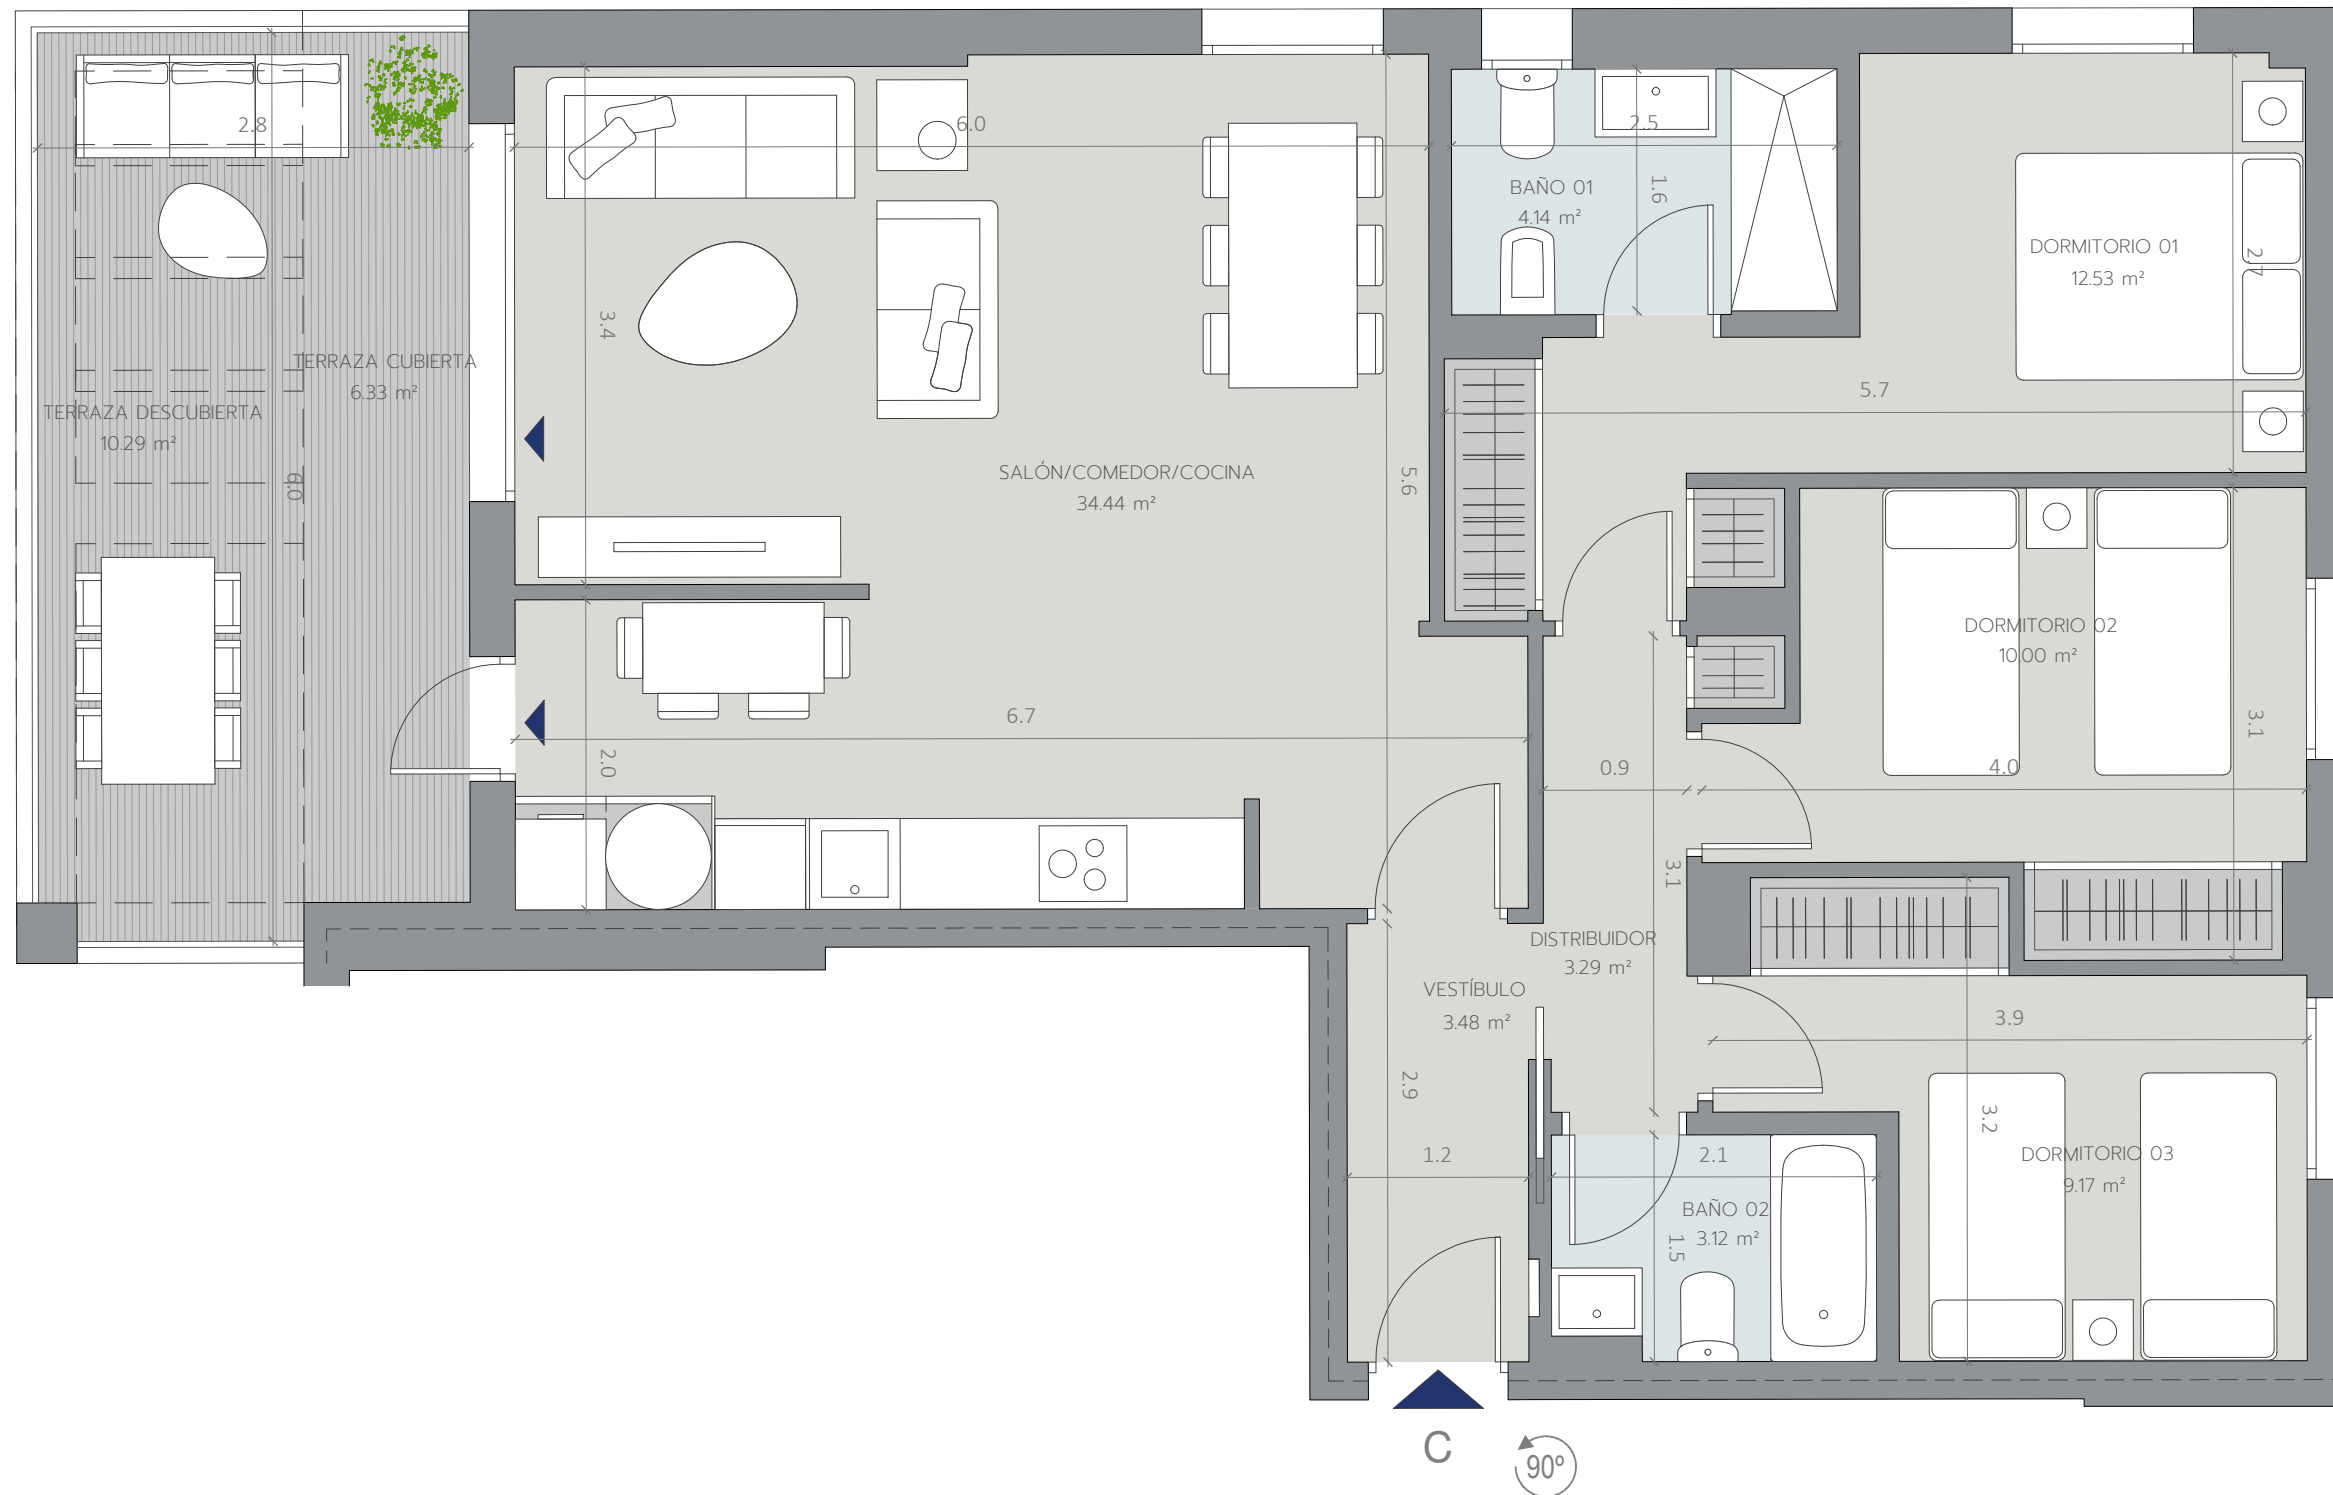 2.8
6.0
2.5
BAÑO 01
4.14 m²
1.6
DORMITORIO 01
12.53 m²
2.7
3.4
TERRAZA CUBIERTA
6.33 m²
TERRAZA DESCUBIERTA
10.29 m²
6.0
5.7
SALÓN/COMEDOR/COCINA
34.44 m²
5.6
DORMITORIO 02
10.00 m²
3.1
6.7
2.0
0.9
4.0
3.1
DISTRIBUIDOR
3.29 m²
VESTÍBULO
3.48 m²
3.9
2.9
3.2
1.2
2.1
DORMITORIO 03
9.17 m²
BAÑO 02
3.12 m²
1.5
C
90º